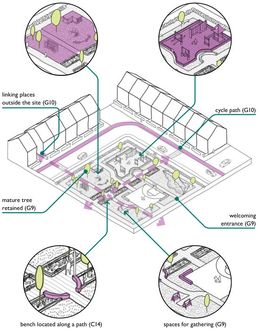 linking places
outside the site (G10)
cycle path (G10)
mature tree
retained (G9)
welcoming
entrance (G9)
bench located along a path (C14)
spaces for gathering (G9)